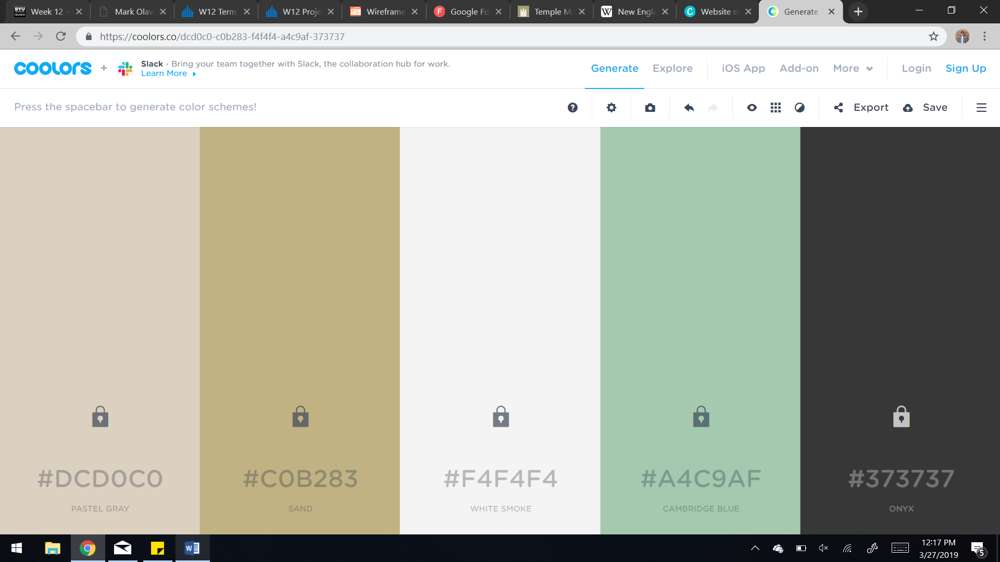 BYU
IDAHO
Week 12 -
Mark Olav
W12 Term
W12 Proje
Wireframe
F
Google Fo
Temple M
W
New Engla
C
Website co
Generate -
https://coolors.co/dcd0c0-c0b283-f4f4f4-a4c9af-373737
coolors
+
Slack - Bring your team together with Slack, the collaboration hub for work.
Learn More
Generate
Explore
iOS App
Add-on
More
Login
Sign Up
Press the spacebar to generate color schemes!
Export
Save
#DCD0C0
#C0B283
#F4F4F4
#A4C9AF
#373737
PASTEL GRAY
SAND
WHITE SMOKE
CAMBRIDGE BLUE
ONYX
12:17 PM
3/27/2019
5